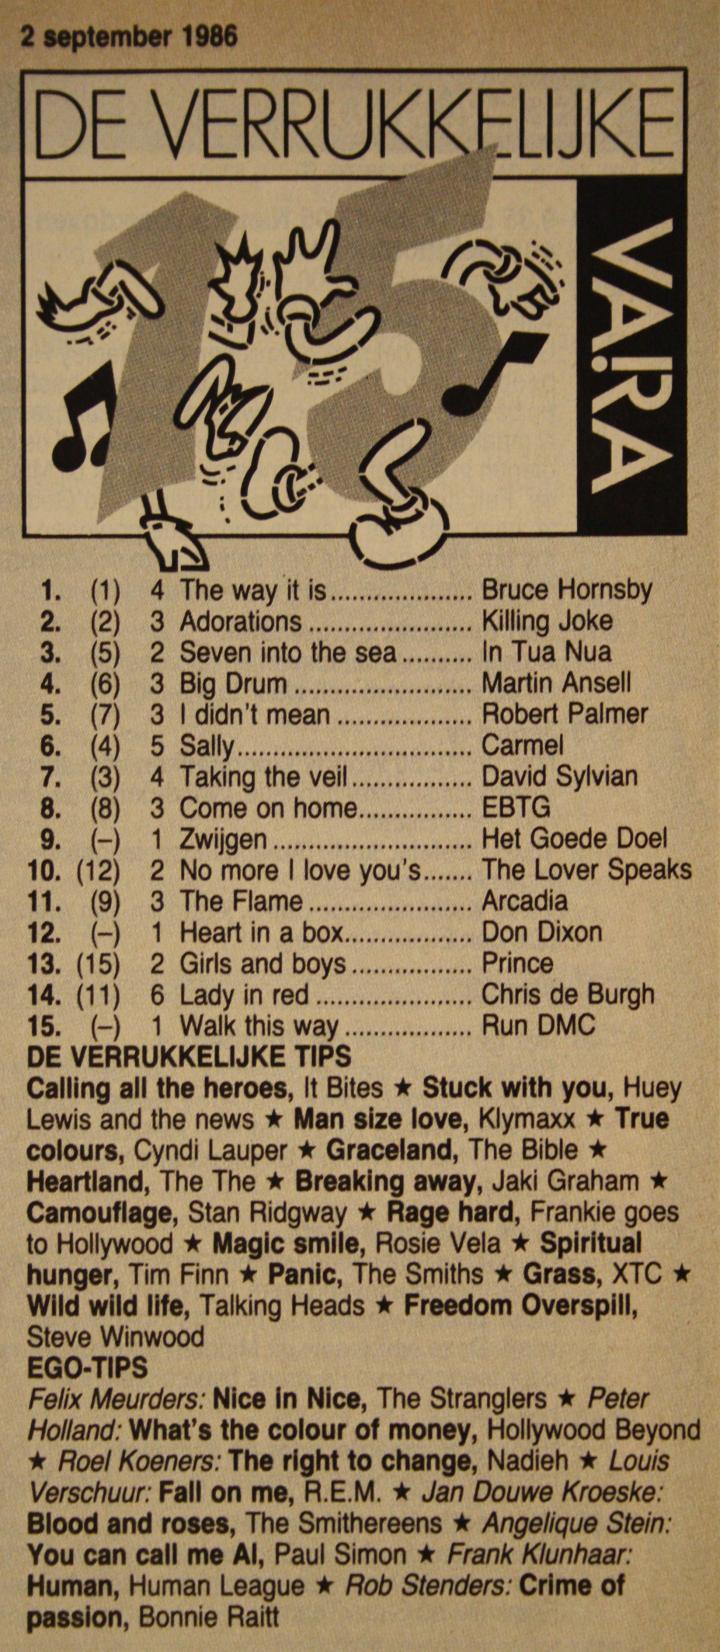 2 september 1986
DE VERRUKKELIJKE
15
VARA
1. (1) 4 The way it is.................... Bruce Hornsby
2. (2) 3 Adorations ....................... Killing Joke
3. (5) 2 Seven into the sea .......... In Tua Nua
4. (6) 3 Big Drum ......................... Martin Ansell
5. (7) 3 I didn't mean ................... Robert Palmer
6. (4) 5 Sally................................. Carmel
7. (3) 4 Taking the veil................. David Sylvian
8. (8) 3 Come on home................ EBTG
9. (–) 1 Zwijgen ............................ Het Goede Doel
10. (12) 2 No more I love you's....... The Lover Speaks
11. (9) 3 The Flame ....................... Arcadia
12. (–) 1 Heart in a box.................. Don Dixon
13. (15) 2 Girls and boys ................. Prince
14. (11) 6 Lady in red ...................... Chris de Burgh
15. (–) 1 Walk this way .................. Run DMC
DE VERRUKKELIJKE TIPS
Calling all the heroes, It Bites ★ Stuck with you, Huey
Lewis and the news ★ Man size love, Klymaxx ★ True
colours, Cyndi Lauper ★ Graceland, The Bible ★
Heartland, The The ★ Breaking away, Jaki Graham ★
Camouflage, Stan Ridgway ★ Rage hard, Frankie goes
to Hollywood ★ Magic smile, Rosie Vela ★ Spiritual
hunger, Tim Finn ★ Panic, The Smiths ★ Grass, XTC ★
Wild wild life, Talking Heads ★ Freedom Overspill,
Steve Winwood
EGO-TIPS
Felix Meurders: Nice in Nice, The Stranglers ★ Peter
Holland: What's the colour of money, Hollywood Beyond
★ Roel Koeners: The right to change, Nadieh ★ Louis
Verschuur: Fall on me, R.E.M. ★ Jan Douwe Kroeske:
Blood and roses, The Smithereens ★ Angelique Stein:
You can call me Al, Paul Simon ★ Frank Klunhaar:
Human, Human League ★ Rob Stenders: Crime of
passion, Bonnie Raitt